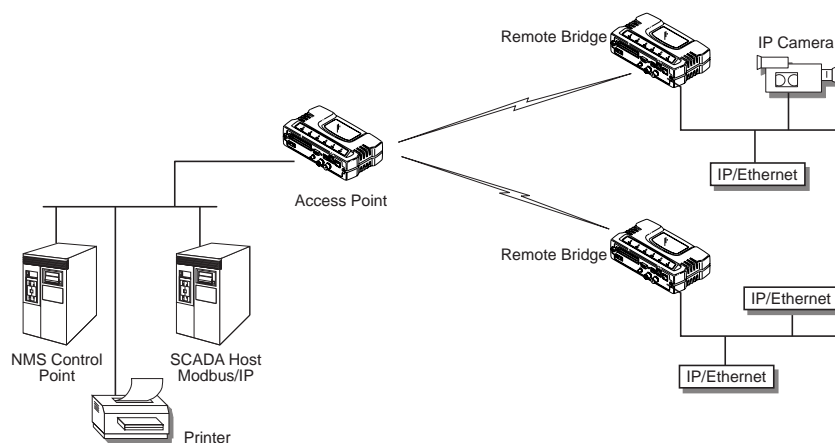 Remote Bridge
IP Camera
IP/Ethernet
Access Point
Remote Bridge
IP/Ethernet
NMS Control
Point
SCADA Host
Modbus/IP
IP/Ethernet
Printer